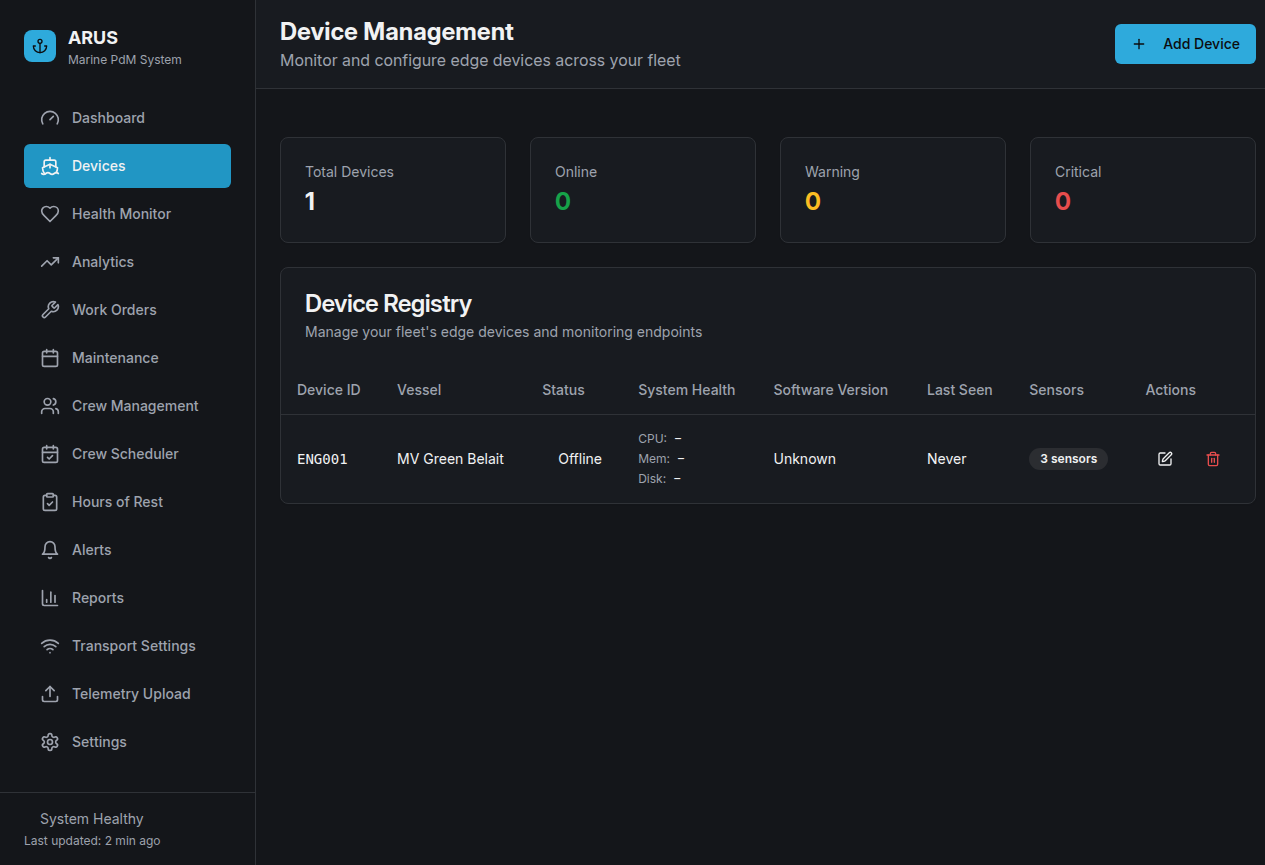 ARUS
Marine PdM System
Dashboard
Devices
Health Monitor
Analytics
Work Orders
Maintenance
Crew Management
Crew Scheduler
Hours of Rest
Alerts
Reports
Transport Settings
Telemetry Upload
Settings
System Healthy
Last updated: 2 min ago
Device Management
Monitor and configure edge devices across your fleet
Add Device
Total Devices
1
Online
0
Warning
0
Critical
0
Device Registry
Manage your fleet's edge devices and monitoring endpoints
Device ID Vessel Status System Health Software Version Last Seen Sensors Actions
ENG001 MV Green Belait Offline CPU: – Unknown Never 3 sensors
Mem: –
Disk: –